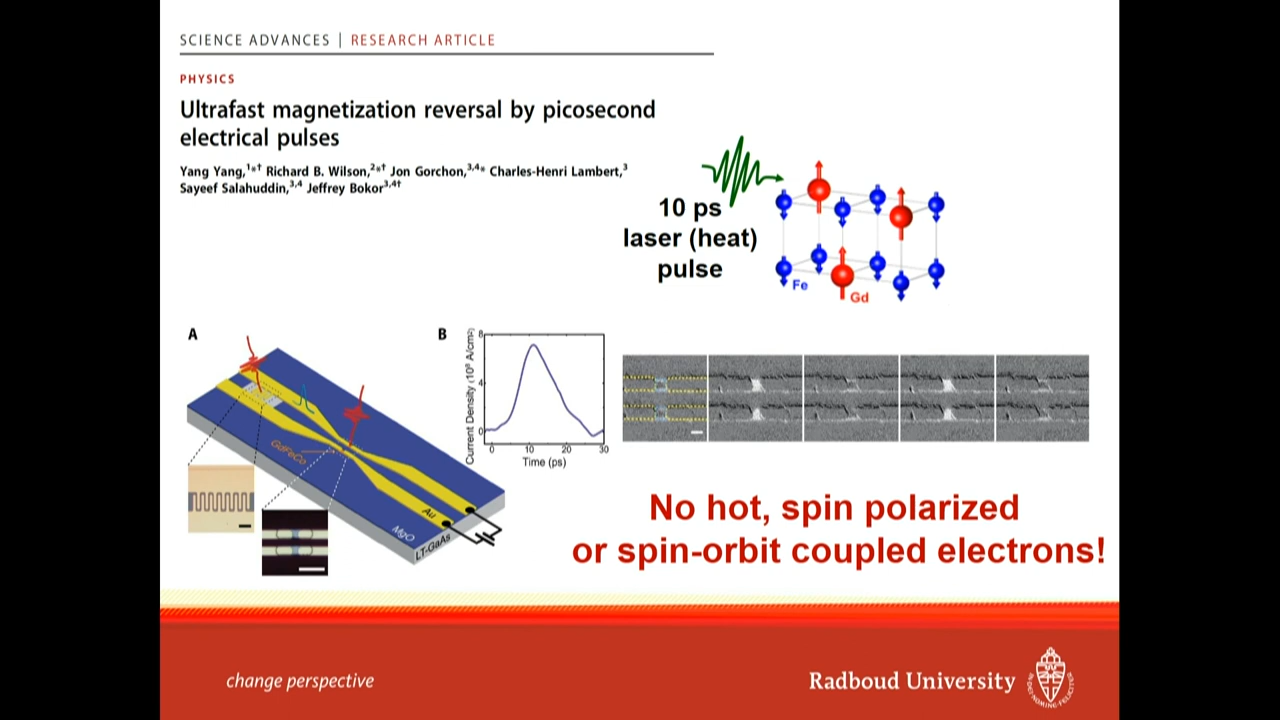 SCIENCE ADVANCES | RESEARCH ARTICLE
PHYSICS
Ultrafast magnetization reversal by picosecond
electrical pulses
Yang Yang,¹*† Richard B. Wilson,²*† Jon Gorchon,³,⁴* Charles-Henri Lambert,³
Sayeef Salahuddin,³,⁴ Jeffrey Bokor³,⁴†
10 ps
laser (heat)
pulse
Fe
Gd
A
GdFeCo
Au
MgO
LT-GaAs
B
Current Density (10⁸ A/cm²)
8
4
0
0 10 20 30
Time (ps)
No hot, spin polarized
or spin-orbit coupled electrons!
change perspective
Radboud University